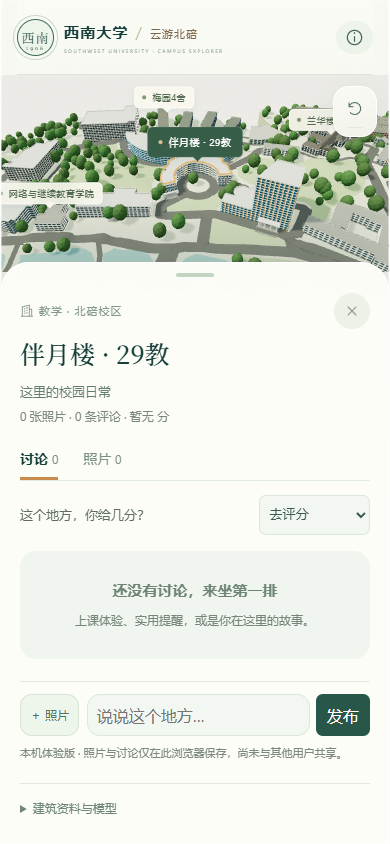 西南
1906
西南大学 / 云游北碚
SOUTHWEST UNIVERSITY · CAMPUS EXPLORER
梅园4舍
兰华楼
伴月楼 · 29教
网络与继续教育学院
教学 · 北碚校区
伴月楼 · 29教
这里的校园日常
0 张照片 · 0 条评论 · 暂无 分
讨论 0 照片 0
这个地方，你给几分？
去评分
还没有讨论，来坐第一排
上课体验、实用提醒，或是你在这里的故事。
+ 照片
说说这个地方...
发布
本机体验版 · 照片与讨论仅在此浏览器保存，尚未与其他用户共享。
▶ 建筑资料与模型